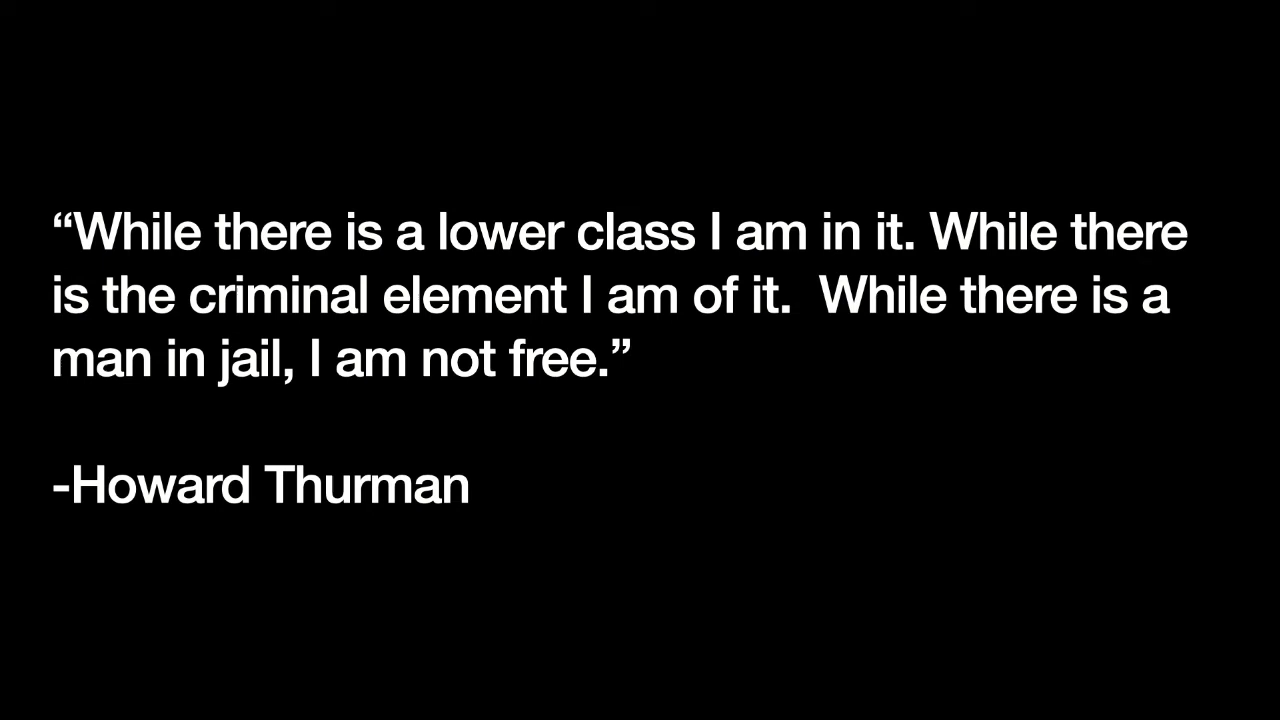 “While there is a lower class I am in it. While there
is the criminal element I am of it.  While there is a
man in jail, I am not free.”
-Howard Thurman